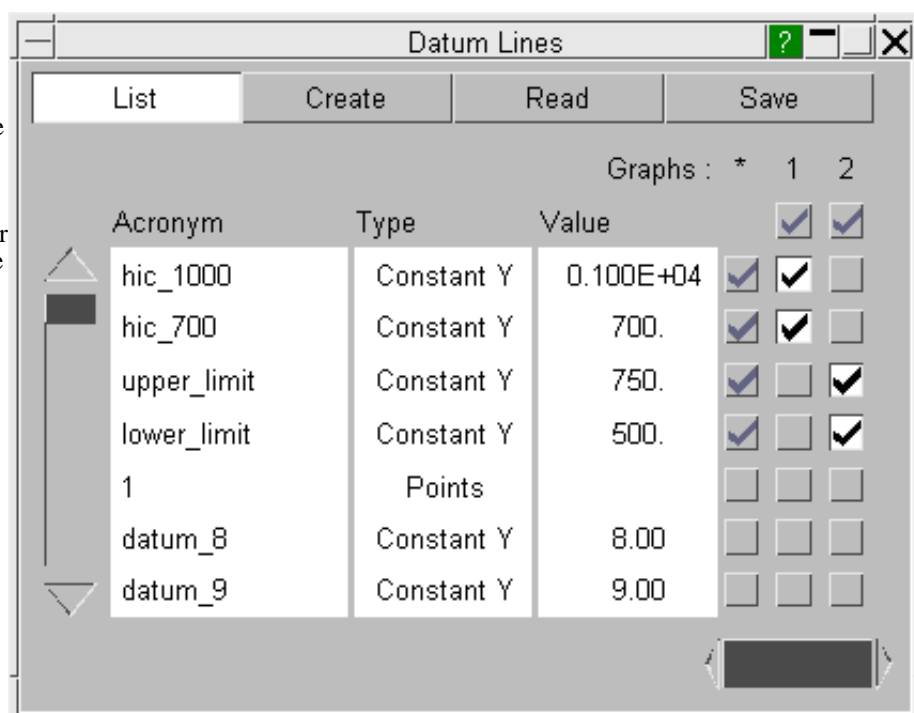 Datum Lines ?
List Create Read Save
e
Graphs : * 1 2
r Acronym Type Value
e
hic_1000 Constant Y 0.100E+04
hic_700 Constant Y 700.
upper_limit Constant Y 750.
lower_limit Constant Y 500.
1 Points
datum_8 Constant Y 8.00
datum_9 Constant Y 9.00